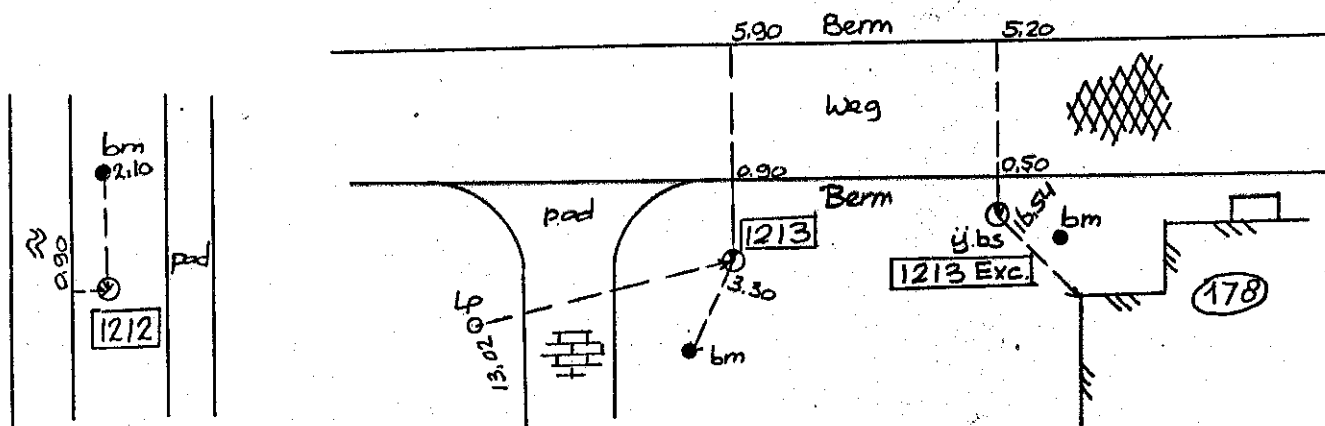 bm
2.10
0.90
1212
pad
5.90 Berm 5.20
Weg
0.90
Berm
0.50
pad
1213
3.30
Lp
13.02
bm
16.54
bm
ij.bs
1213 Exc.
178